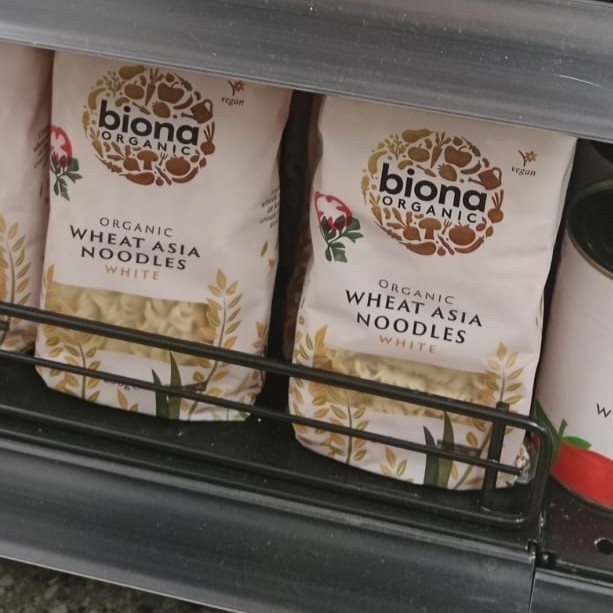 biona
ORGANIC
vegan
ORGANIC
WHEAT ASIA
NOODLES
WHITE
biona
ORGANIC
vegan
ORGANIC
WHEAT ASIA
NOODLES
WHITE
W